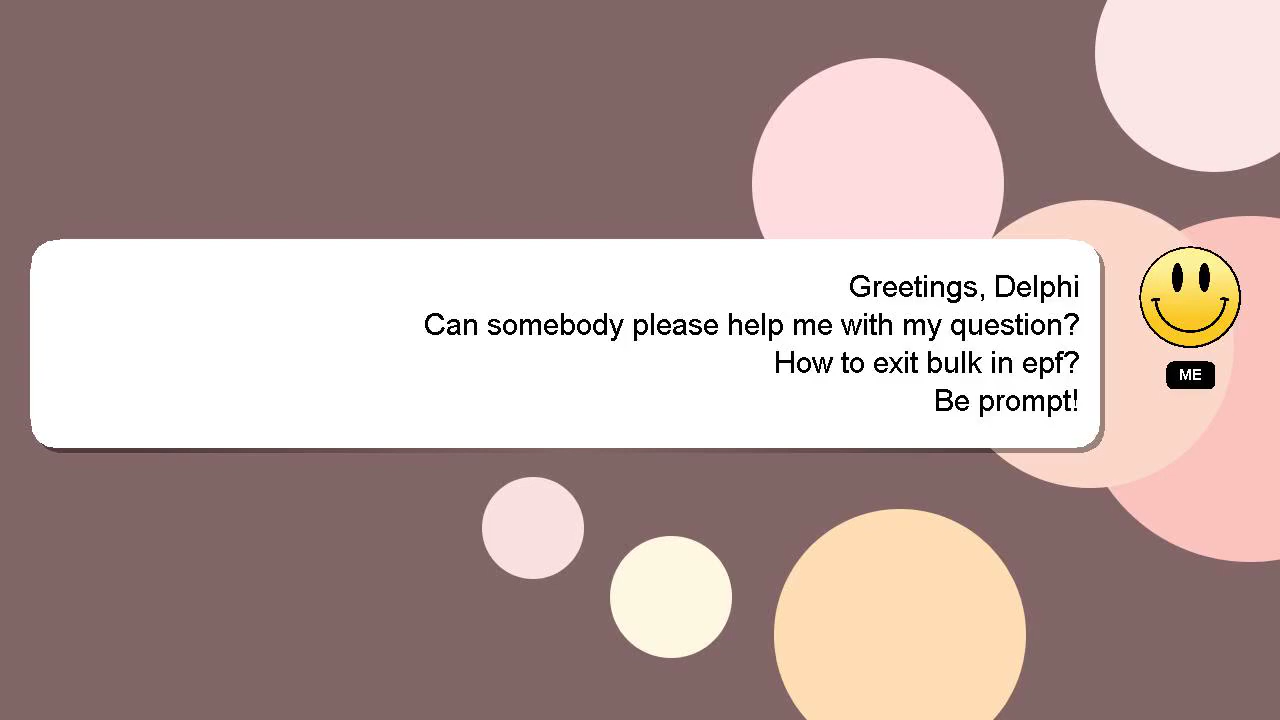 Greetings, Delphi
Can somebody please help me with my question?
How to exit bulk in epf?
Be prompt!
ME